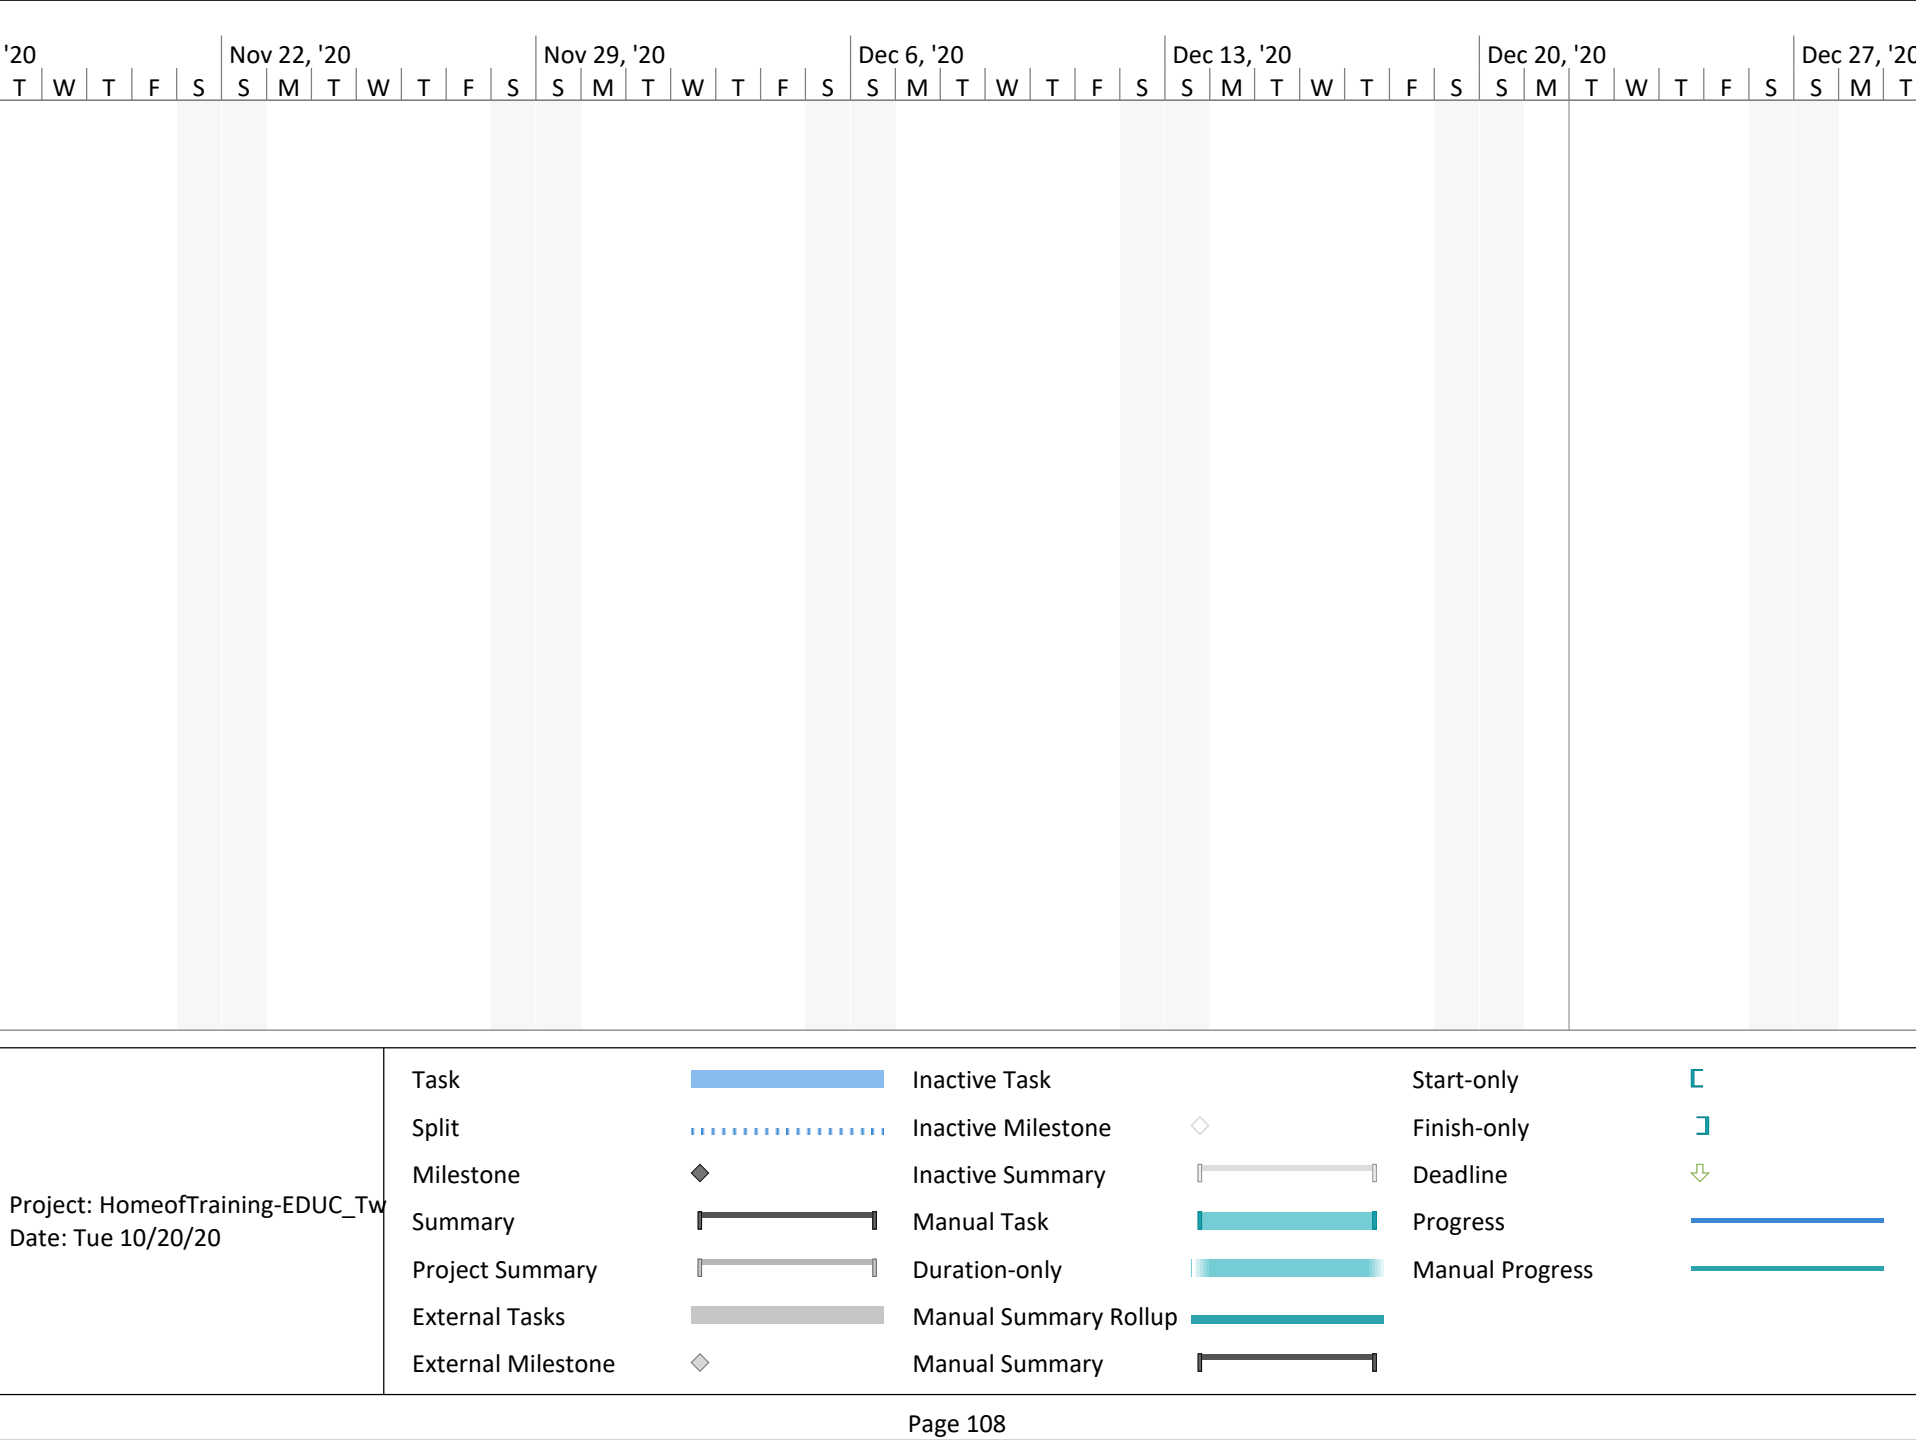 '20 Nov 22, '20 Nov 29, '20 Dec 6, '20 Dec 13, '20 Dec 20, '20 Dec 27, '20
T W T F S S M T W T F S S M T W T F S S M T W T F S S M T W T F S S M T W T F S S M T
Task Inactive Task Start-only
Split Inactive Milestone Finish-only
Milestone Inactive Summary Deadline
Project: HomeofTraining-EDUC_Tw
Date: Tue 10/20/20
Summary Manual Task Progress
Project Summary Duration-only Manual Progress
External Tasks Manual Summary Rollup
External Milestone Manual Summary
Page 108